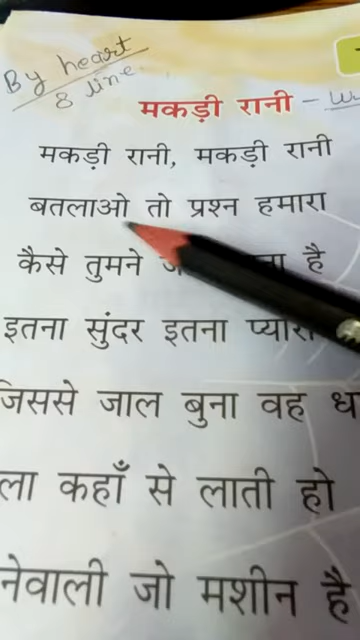 By heart
8 line
मकड़ी रानी –
मकड़ी रानी, मकड़ी रानी
बतलाओ तो प्रश्न हमारा
कैसे तुमने है
इतना सुंदर इतना प्यारा
जिससे जाल बुना वह
कहाँ से लाती हो
जो मशीन है